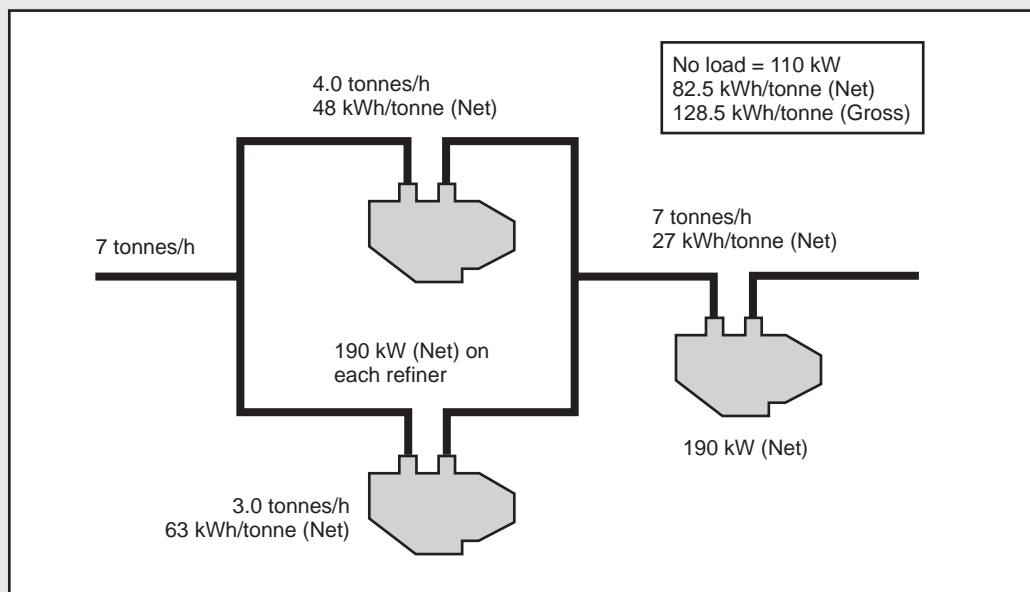 No load = 110 kW
82.5 kWh/tonne (Net)
128.5 kWh/tonne (Gross)
4.0 tonnes/h
48 kWh/tonne (Net)
7 tonnes/h
7 tonnes/h
27 kWh/tonne (Net)
190 kW (Net) on
each refiner
190 kW (Net)
3.0 tonnes/h
63 kWh/tonne (Net)